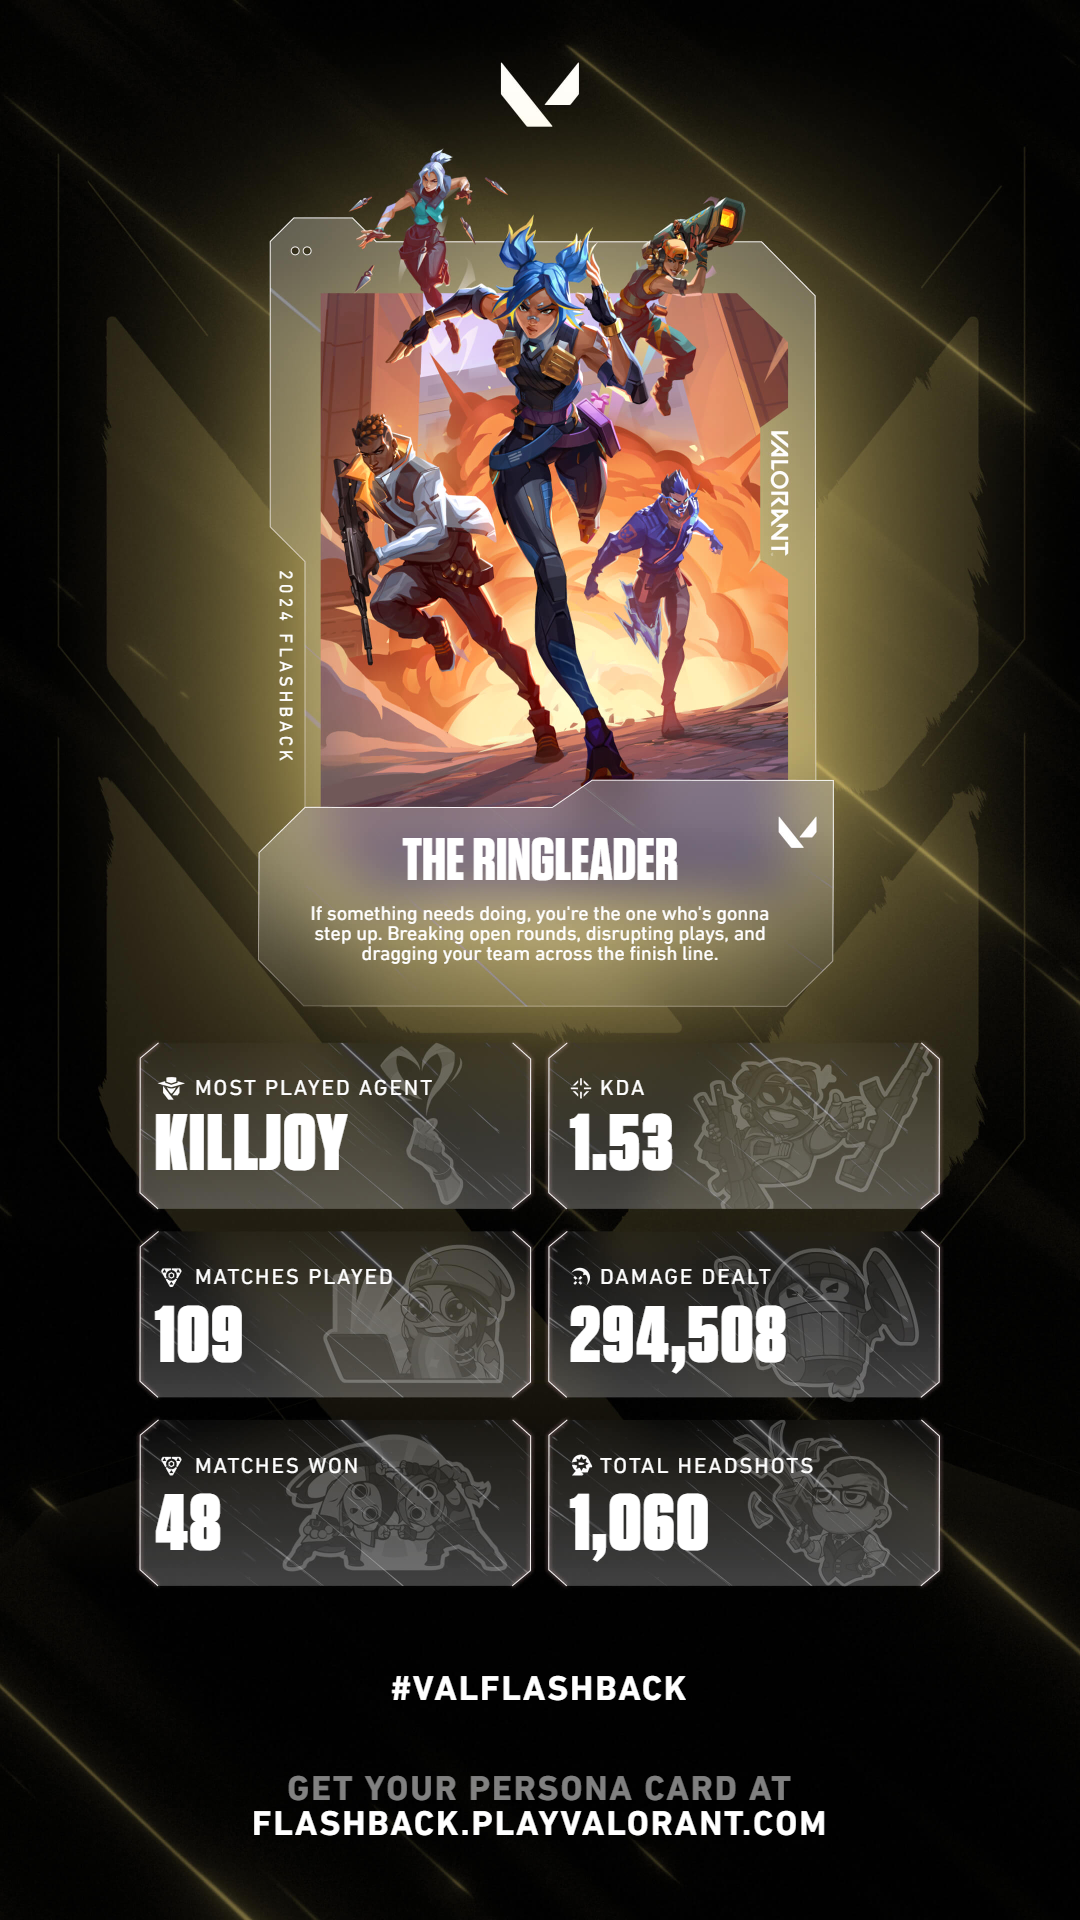 VALORANT
2024 FLASHBACK
THE RINGLEADER
If something needs doing, you're the one who's gonna
step up. Breaking open rounds, disrupting plays, and
dragging your team across the finish line.
MOST PLAYED AGENT
KILLJOY
KDA
1.53
MATCHES PLAYED
109
DAMAGE DEALT
294,508
MATCHES WON
48
TOTAL HEADSHOTS
1,060
#VALFLASHBACK
GET YOUR PERSONA CARD AT
FLASHBACK.PLAYVALORANT.COM